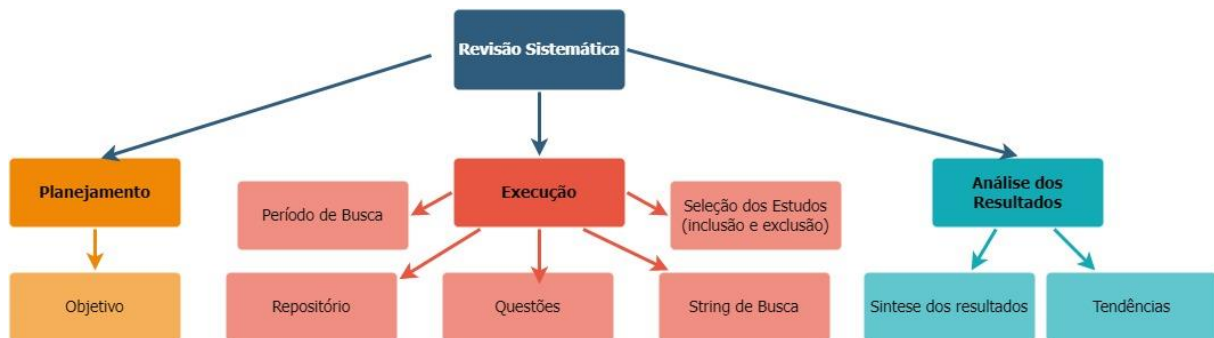 Revisão Sistemática
Planejamento
Execução
Análise dos
Resultados
Período de Busca
Seleção dos Estudos
(inclusão e exclusão)
Objetivo
Repositório
Questões
String de Busca
Sintese dos resultados
Tendências